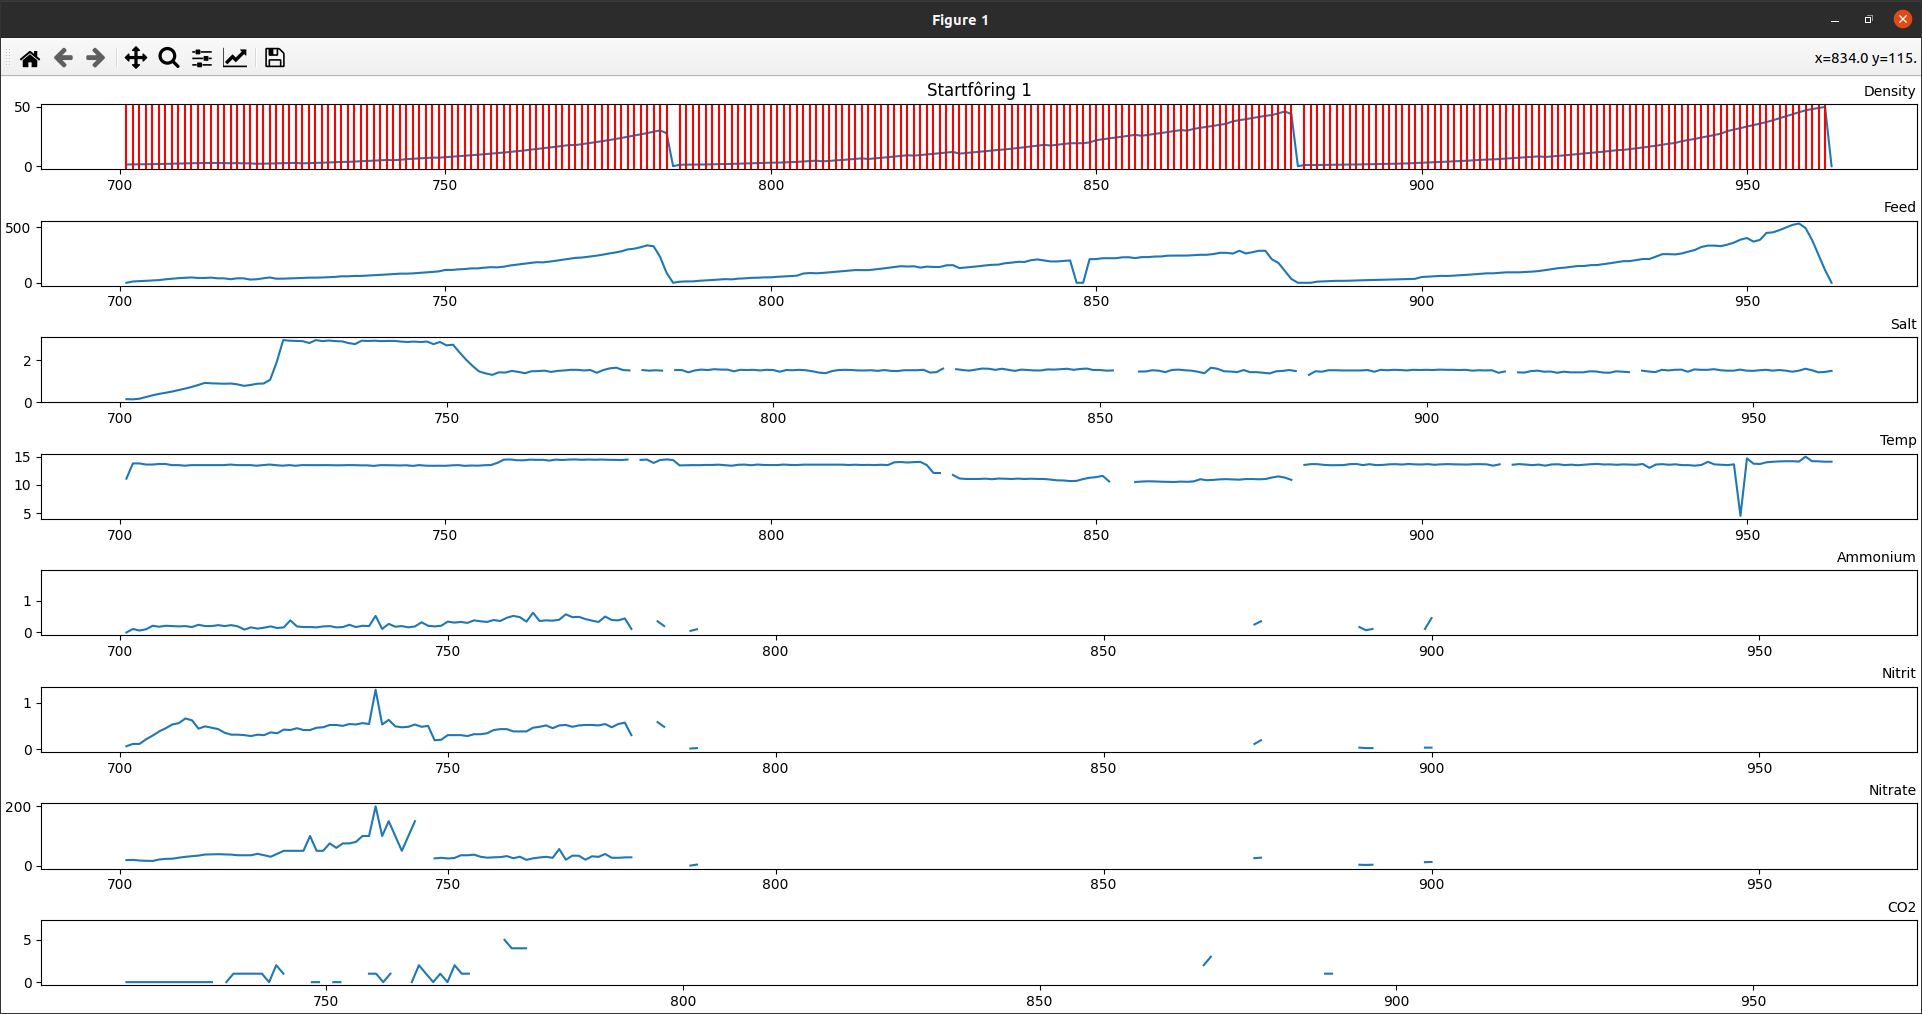 Figure 1
x=834.0 y=115.
Startfôring 1
Density
50
0
700 750 800 850 900 950
Feed
500
0
700 750 800 850 900 950
Salt
2
0
700 750 800 850 900 950
Temp
15
10
5
700 750 800 850 900 950
Ammonium
1
0
700 750 800 850 900 950
Nitrit
1
0
700 750 800 850 900 950
Nitrate
200
0
700 750 800 850 900 950
CO2
5
0
750 800 850 900 950